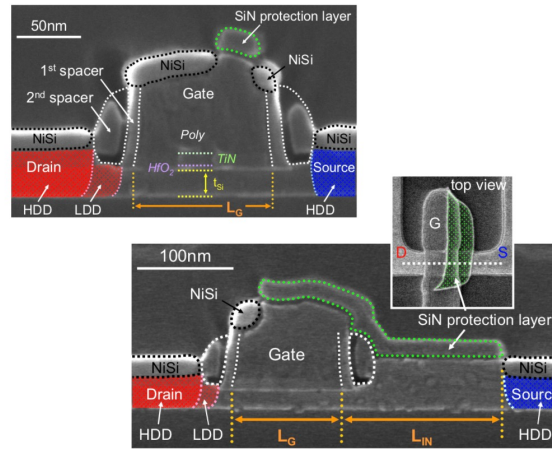 50nm
SiN protection layer
NiSi
NiSi
1st spacer
2nd spacer
Gate
Poly
TiN
HfO2
tSi
NiSi
NiSi
Drain
Source
LG
HDD
LDD
HDD
top view
G
D
S
100nm
NiSi
SiN protection layer
Gate
NiSi
NiSi
Drain
Sourc
LG
LIN
HDD
LDD
HDD